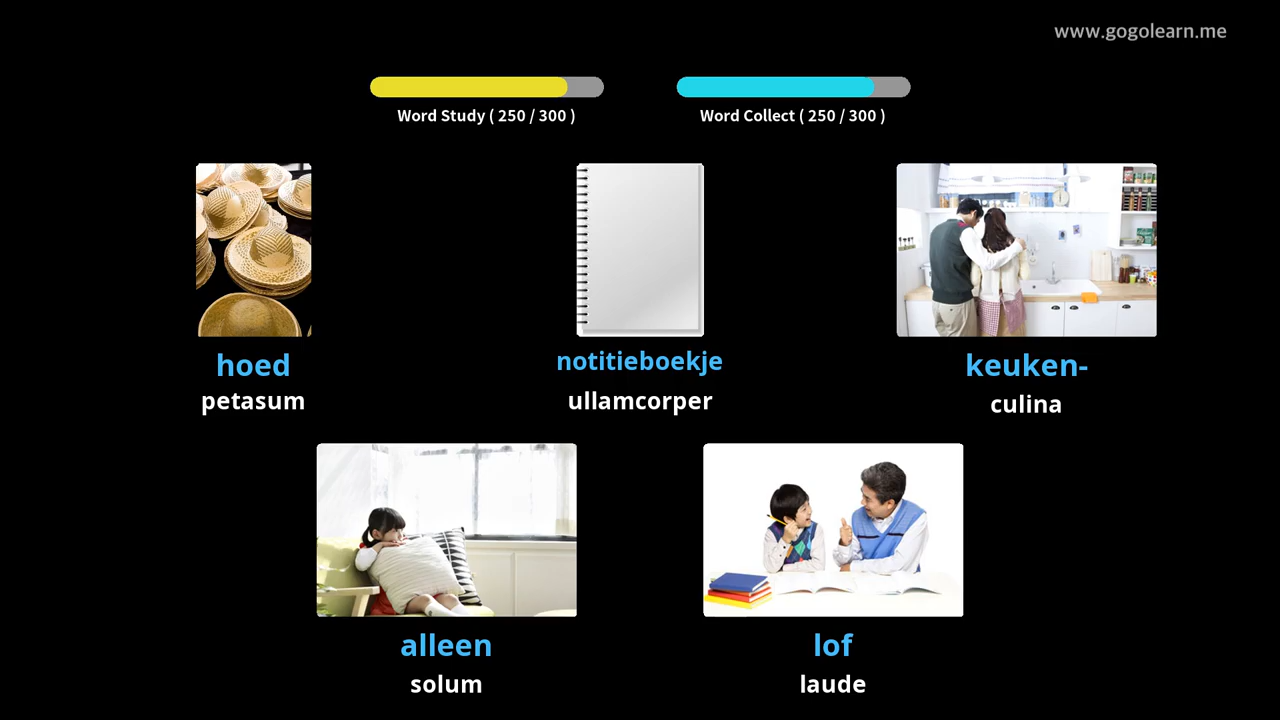 www.gogolearn.me
Word Study ( 250 / 300 )
Word Collect ( 250 / 300 )
hoed
petasum
notitieboekje
ullamcorper
keuken-
culina
alleen
solum
lof
laude